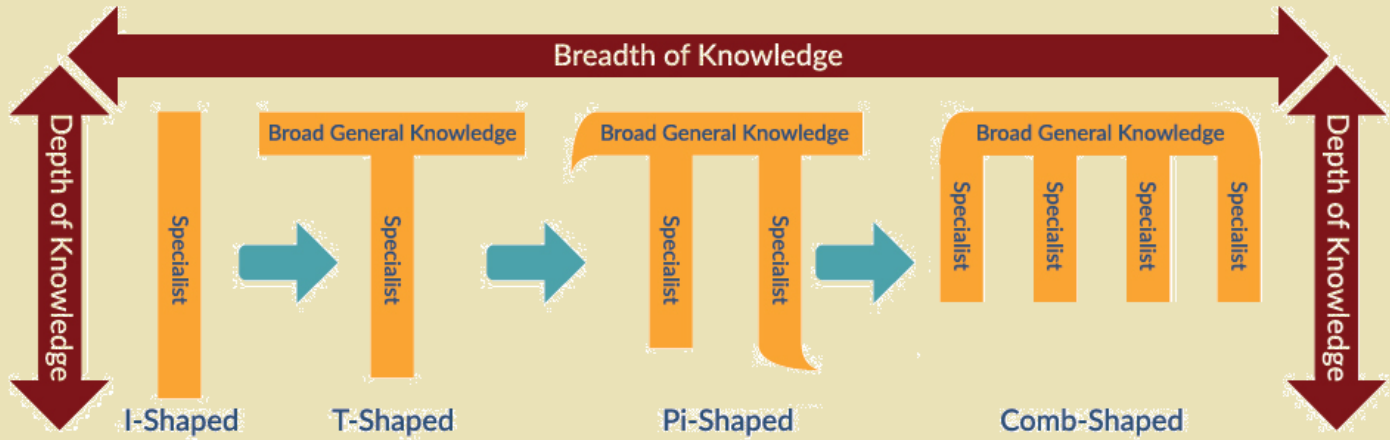 Breadth of Knowledge
Depth of Knowledge
Specialist
I-Shaped
Broad General Knowledge
Specialist
T-Shaped
Broad General Knowledge
Specialist
Specialist
Pi-Shaped
Broad General Knowledge
Specialist
Specialist
Specialist
Specialist
Comb-Shaped
Depth of Knowledge